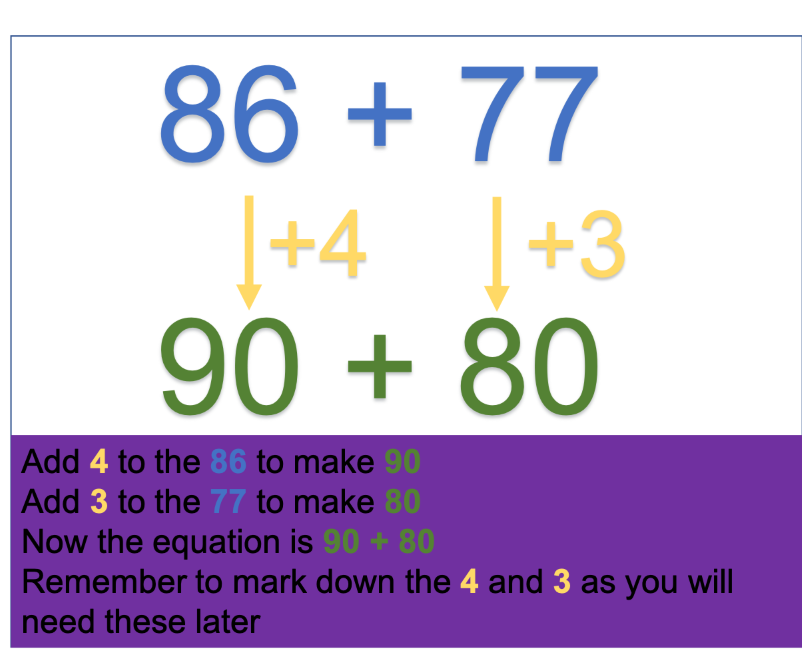 86 + 77
+4 +3
90 + 80
Add 4 to the 86 to make 90
Add 3 to the 77 to make 80
Now the equation is 90 + 80
Remember to mark down the 4 and 3 as you will
need these later